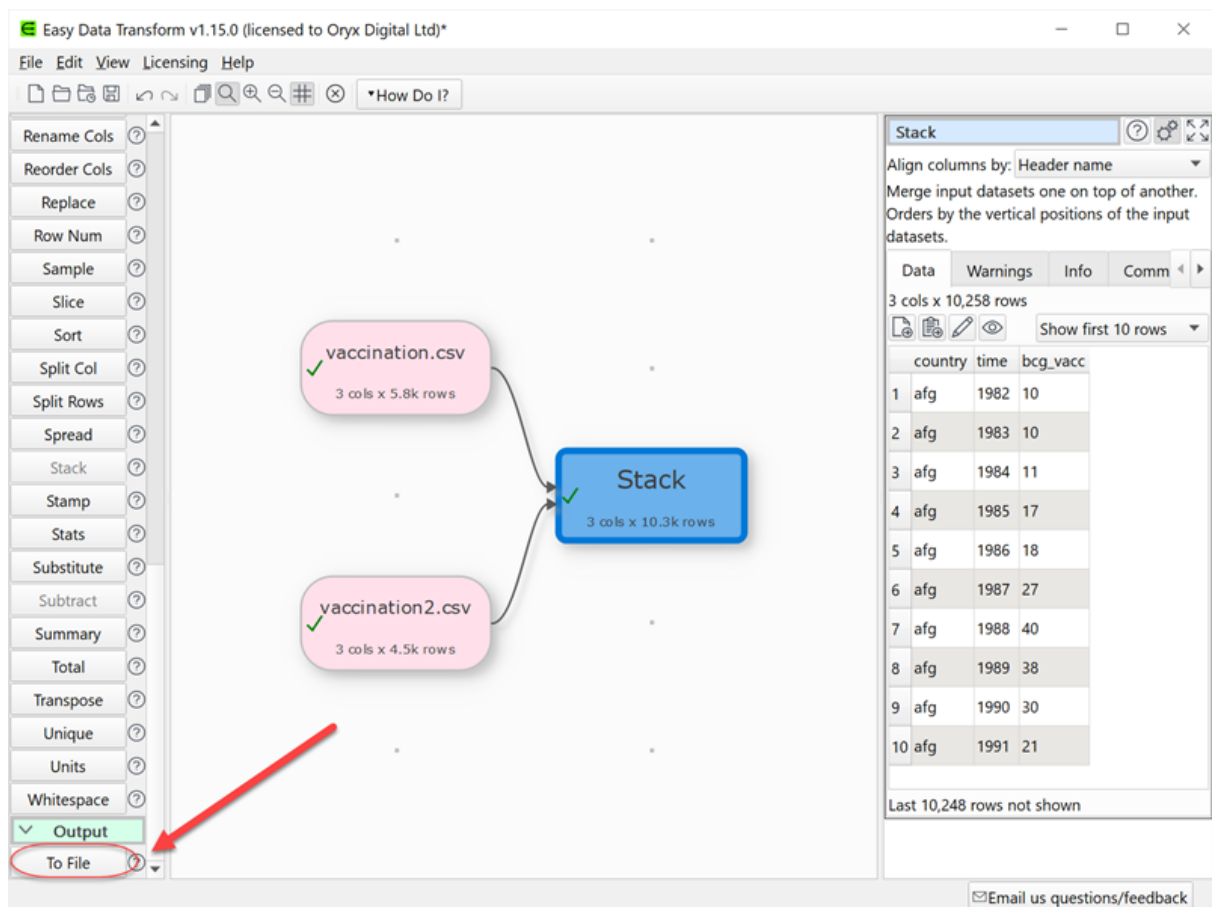 Easy Data Transform v1.15.0 (licensed to Oryx Digital Ltd)*
File Edit View Licensing Help
How Do I?
Rename Cols
Reorder Cols
Replace
Row Num
Sample
Slice
Sort
Split Col
Split Rows
Spread
Stack
Stamp
Stats
Substitute
Subtract
Summary
Total
Transpose
Unique
Units
Whitespace
Output
To File
vaccination.csv
3 cols x 5.8k rows
Stack
3 cols x 10.3k rows
vaccination2.csv
3 cols x 4.5k rows
Stack
Align columns by: Header name
Merge input datasets one on top of another.
Orders by the vertical positions of the input
datasets.
Data Warnings Info Comm
3 cols x 10,258 rows
Show first 10 rows
country time bcg_vacc
1 afg 1982 10
2 afg 1983 10
3 afg 1984 11
4 afg 1985 17
5 afg 1986 18
6 afg 1987 27
7 afg 1988 40
8 afg 1989 38
9 afg 1990 30
10 afg 1991 21
Last 10,248 rows not shown
Email us questions/feedback